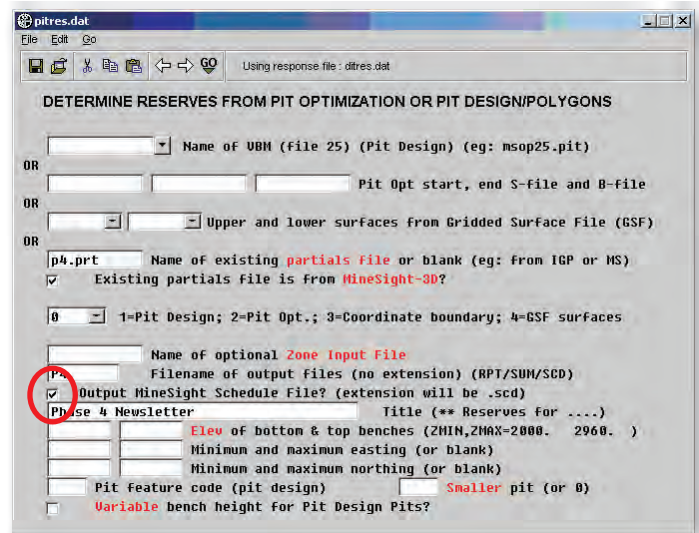 pitres.dat
File Edit Go
GO Using response file : ditres.dat
DETERMINE RESERVES FROM PIT OPTIMIZATION OR PIT DESIGN/POLYGONS
Name of VBM (file 25) (Pit Design) (eg: msop25.pit)
OR
Pit Opt start, end S-file and B-file
OR
Upper and lower surfaces from Gridded Surface File (GSF)
OR
p4.prt Name of existing partials file or blank (eg: from IGP or MS)
Existing partials file is from MineSight-3D?
0 1=Pit Design; 2=Pit Opt.; 3=Coordinate boundary; 4=GSF surfaces
Name of optional Zone Input File
P4 Filename of output files (no extension) (RPT/SUM/SCD)
Output MineSight Schedule File? (extension will be .scd)
Phase 4 Newsletter Title (** Reserves for ....)
Elev of bottom & top benches (ZMIN,ZMAX=2000. 2960. )
Minimum and maximum easting (or blank)
Minimum and maximum northing (or blank)
Pit feature code (pit design) Smaller pit (or 0)
Variable bench height for Pit Design Pits?